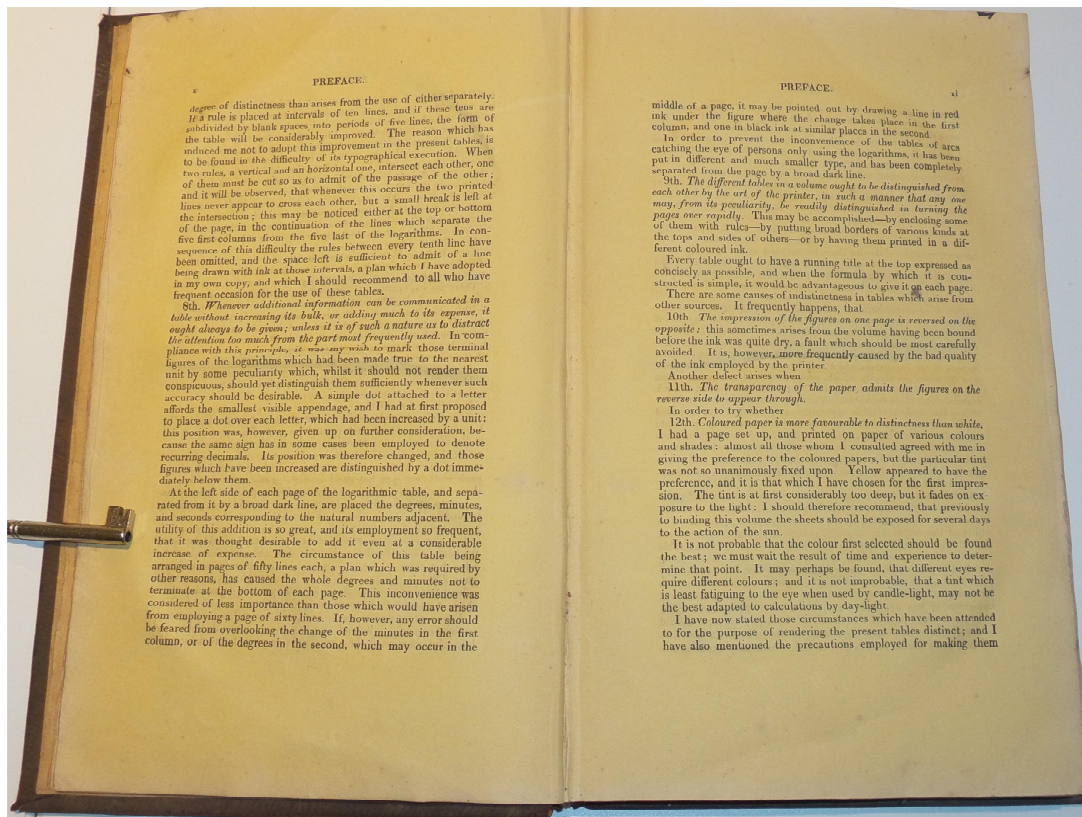 x
PREFACE.
degree of distinctness than arises from the use of either separately.
If a rule is placed at intervals of ten lines, and if these tens are
subdivided by blank spaces into periods of five lines, the form of
the table will be considerably improved. The reason which has
induced me not to adopt this improvement in the present tables, is
to be found in the difficulty of its typographical execution. When
two rules, a vertical and an horizontal one, intersect each other, one
of them must be cut so as to admit of the passage of the other;
and it will be observed, that whenever this occurs the two printed
lines never appear to cross each other, but a small break is left at
the intersection; this may be noticed either at the top or bottom
of the page, in the continuation of the lines which separate the
five first columns from the five last of the logarithms. In con-
sequence of this difficulty the rules between every tenth line have
been omitted, and the space left is sufficient to admit of a line
being drawn with ink at those intervals, a plan which I have adopted
in my own copy, and which I should recommend to all who have
frequent occasion for the use of these tables.
8th. Whenever additional information can be communicated in a
table without increasing its bulk, or adding much to its expense, it
ought always to be given; unless it is of such a nature as to distract
the attention too much from the part most frequently used. In com-
pliance with this principle, it was my wish to mark those terminal
figures of the logarithms which had been made true to the nearest
unit by some peculiarity which, whilst it should not render them
conspicuous, should yet distinguish them sufficiently whenever such
accuracy should be desirable. A simple dot attached to a letter
affords the smallest visible appendage, and I had at first proposed
to place a dot over each letter, which had been increased by a unit;
this position was, however, given up on further consideration, be-
cause the same sign has in some cases been employed to denote
recurring decimals. Its position was therefore changed, and those
figures which have been increased are distinguished by a dot imme-
diately below them.
At the left side of each page of the logarithmic table, and sepa-
rated from it by a broad dark line, are placed the degrees, minutes,
and seconds corresponding to the natural numbers adjacent. The
utility of this addition is so great, and its employment so frequent,
that it was thought desirable to add it even at a considerable
increase of expense. The circumstance of this table being
arranged in pages of fifty lines each, a plan which was required by
other reasons, has caused the whole degrees and minutes not to
terminate at the bottom of each page. This inconvenience was
considered of less importance than those which would have arisen
from employing a page of sixty lines. If, however, any error should
be feared from overlooking the change of the minutes in the first
column, or of the degrees in the second, which may occur in the
PREFACE.
xi
middle of a page, it may be pointed out by drawing a line in red
ink under the figure where the change takes place in the first
column, and one in black ink at similar places in the second.
In order to prevent the inconvenience of the tables of arcs
catching the eye of persons only using the logarithms, it has been
put in different and much smaller type, and has been completely
separated from the page by a broad dark line.
9th. The different tables in a volume ought to be distinguished from
each other by the art of the printer, in such a manner that any one
may, from its peculiarity, be readily distinguished in turning the
pages over rapidly. This may be accomplished—by enclosing some
of them with rules—by putting broad borders of various kinds at
the tops and sides of others—or by having them printed in a dif-
ferent coloured ink.
Every table ought to have a running title at the top expressed as
concisely as possible, and when the formula by which it is con-
structed is simple, it would be advantageous to give it on each page.
There are some causes of indistinctness in tables which arise from
other sources. It frequently happens, that
10th The impression of the figures on one page is reversed on the
opposite: this sometimes arises from the volume having been bound
before the ink was quite dry, a fault which should be most carefully
avoided. It is, however, more frequently caused by the bad quality
of the ink employed by the printer.
Another defect arises when
11th. The transparency of the paper admits the figures on the
reverse side to appear through.
In order to try whether
12th. Coloured paper is more favourable to distinctness than white,
I had a page set up, and printed on paper of various colours
and shades: almost all those whom I consulted agreed with me in
giving the preference to the coloured papers, but the particular tint
was not so unanimously fixed upon. Yellow appeared to have the
preference, and it is that which I have chosen for the first impres-
sion. The tint is at first considerably too deep, but it fades on ex-
posure to the light: I should therefore recommend, that previously
to binding this volume the sheets should be exposed for several days
to the action of the sun.
It is not probable that the colour first selected should be found
the best; we must wait the result of time and experience to deter-
mine that point. It may perhaps be found, that different eyes re-
quire different colours; and it is not improbable, that a tint which
is least fatiguing to the eye when used by candle-light, may not be
the best adapted to calculations by day-light.
I have now stated those circumstances which have been attended
to for the purpose of rendering the present tables distinct; and I
have also mentioned the precautions employed for making them